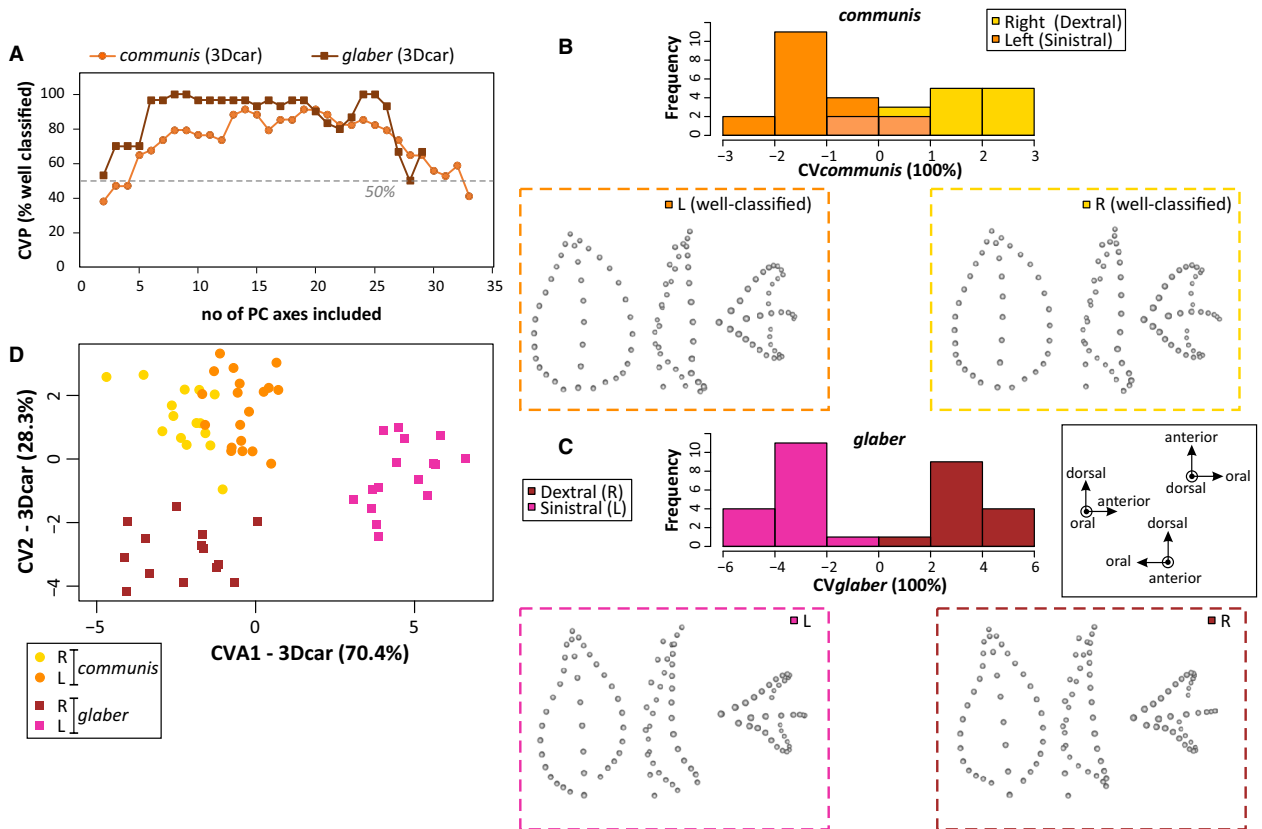 A
communis (3Dcar)
glaber (3Dcar)
CVP (% well classified)
100
80
60
40
20
0
50%
0 5 10 15 20 25 30 35
no of PC axes included
B
communis
Right (Dextral)
Left (Sinistral)
Frequency
0 2 4 6 8 10
−3 −2 −1 0 1 2 3
CVcommunis (100%)
L (well-classified)
R (well-classified)
D
CV2 - 3Dcar (28.3%)
2
0
−2
−4
−5 0 5
CVA1 - 3Dcar (70.4%)
R
L
communis
R
L
glaber
C
glaber
Dextral (R)
Sinistral (L)
Frequency
0 2 4 6 8 10
−6 −4 −2 0 2 4 6
CVglaber (100%)
anterior
oral
dorsal
dorsal
anterior
oral
dorsal
oral
anterior
L
R